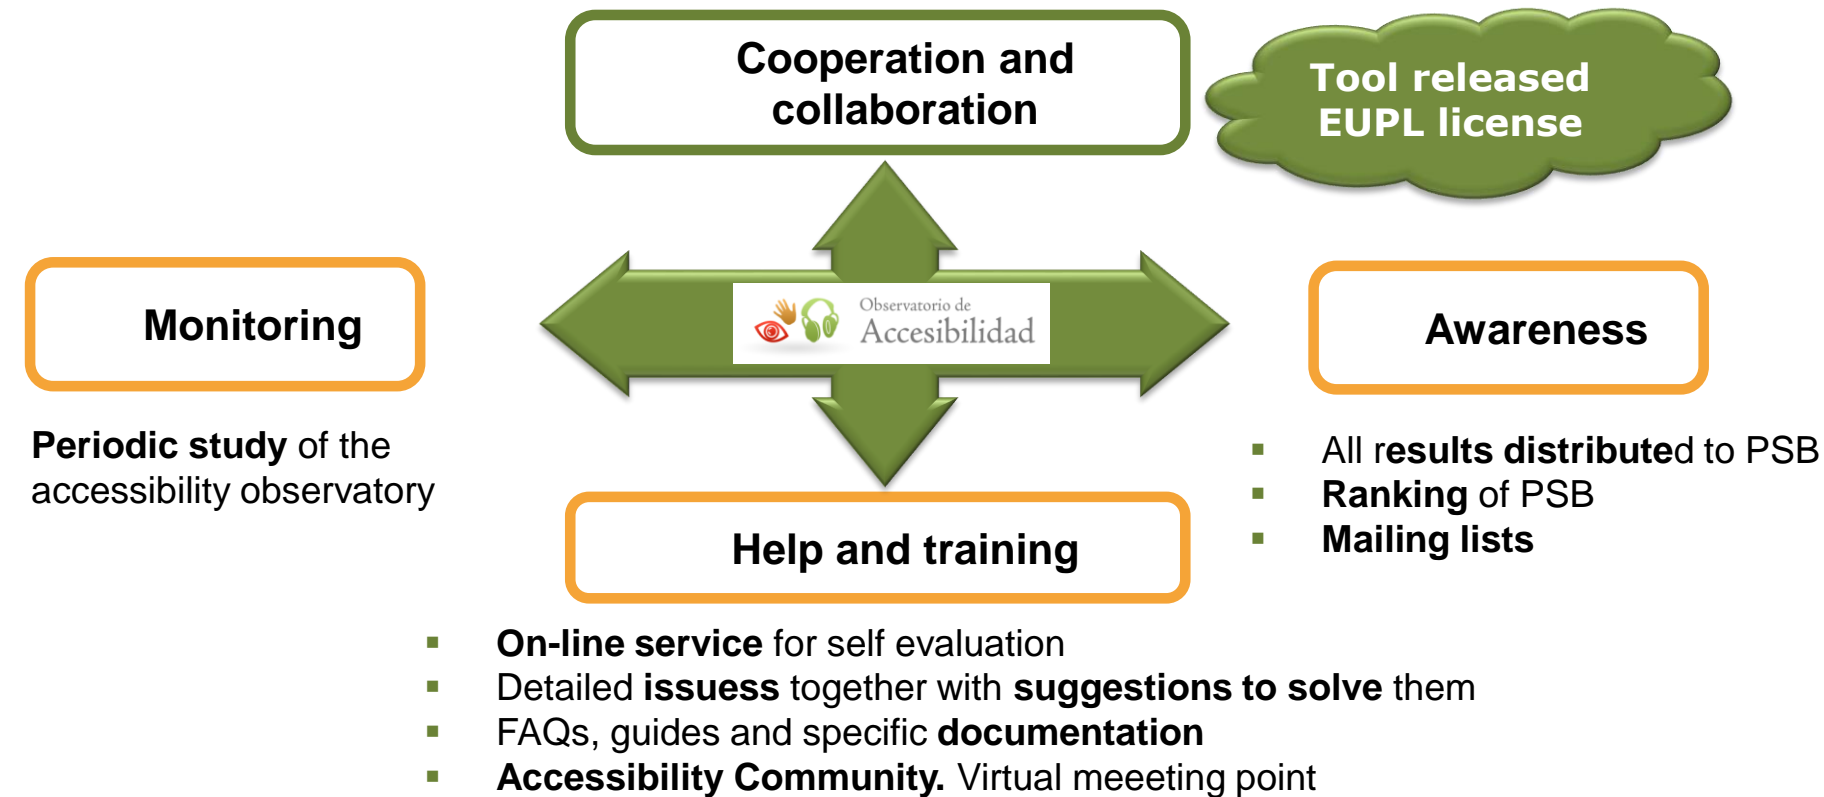 Cooperation and
collaboration
Tool released
EUPL license
Monitoring
Observatorio de
Accesibilidad
Awareness
Periodic study of the
accessibility observatory
▪ All results distributed to PSB
▪ Ranking of PSB
▪ Mailing lists
Help and training
▪ On-line service for self evaluation
▪ Detailed issuess together with suggestions to solve them
▪ FAQs, guides and specific documentation
▪ Accessibility Community. Virtual meeeting point